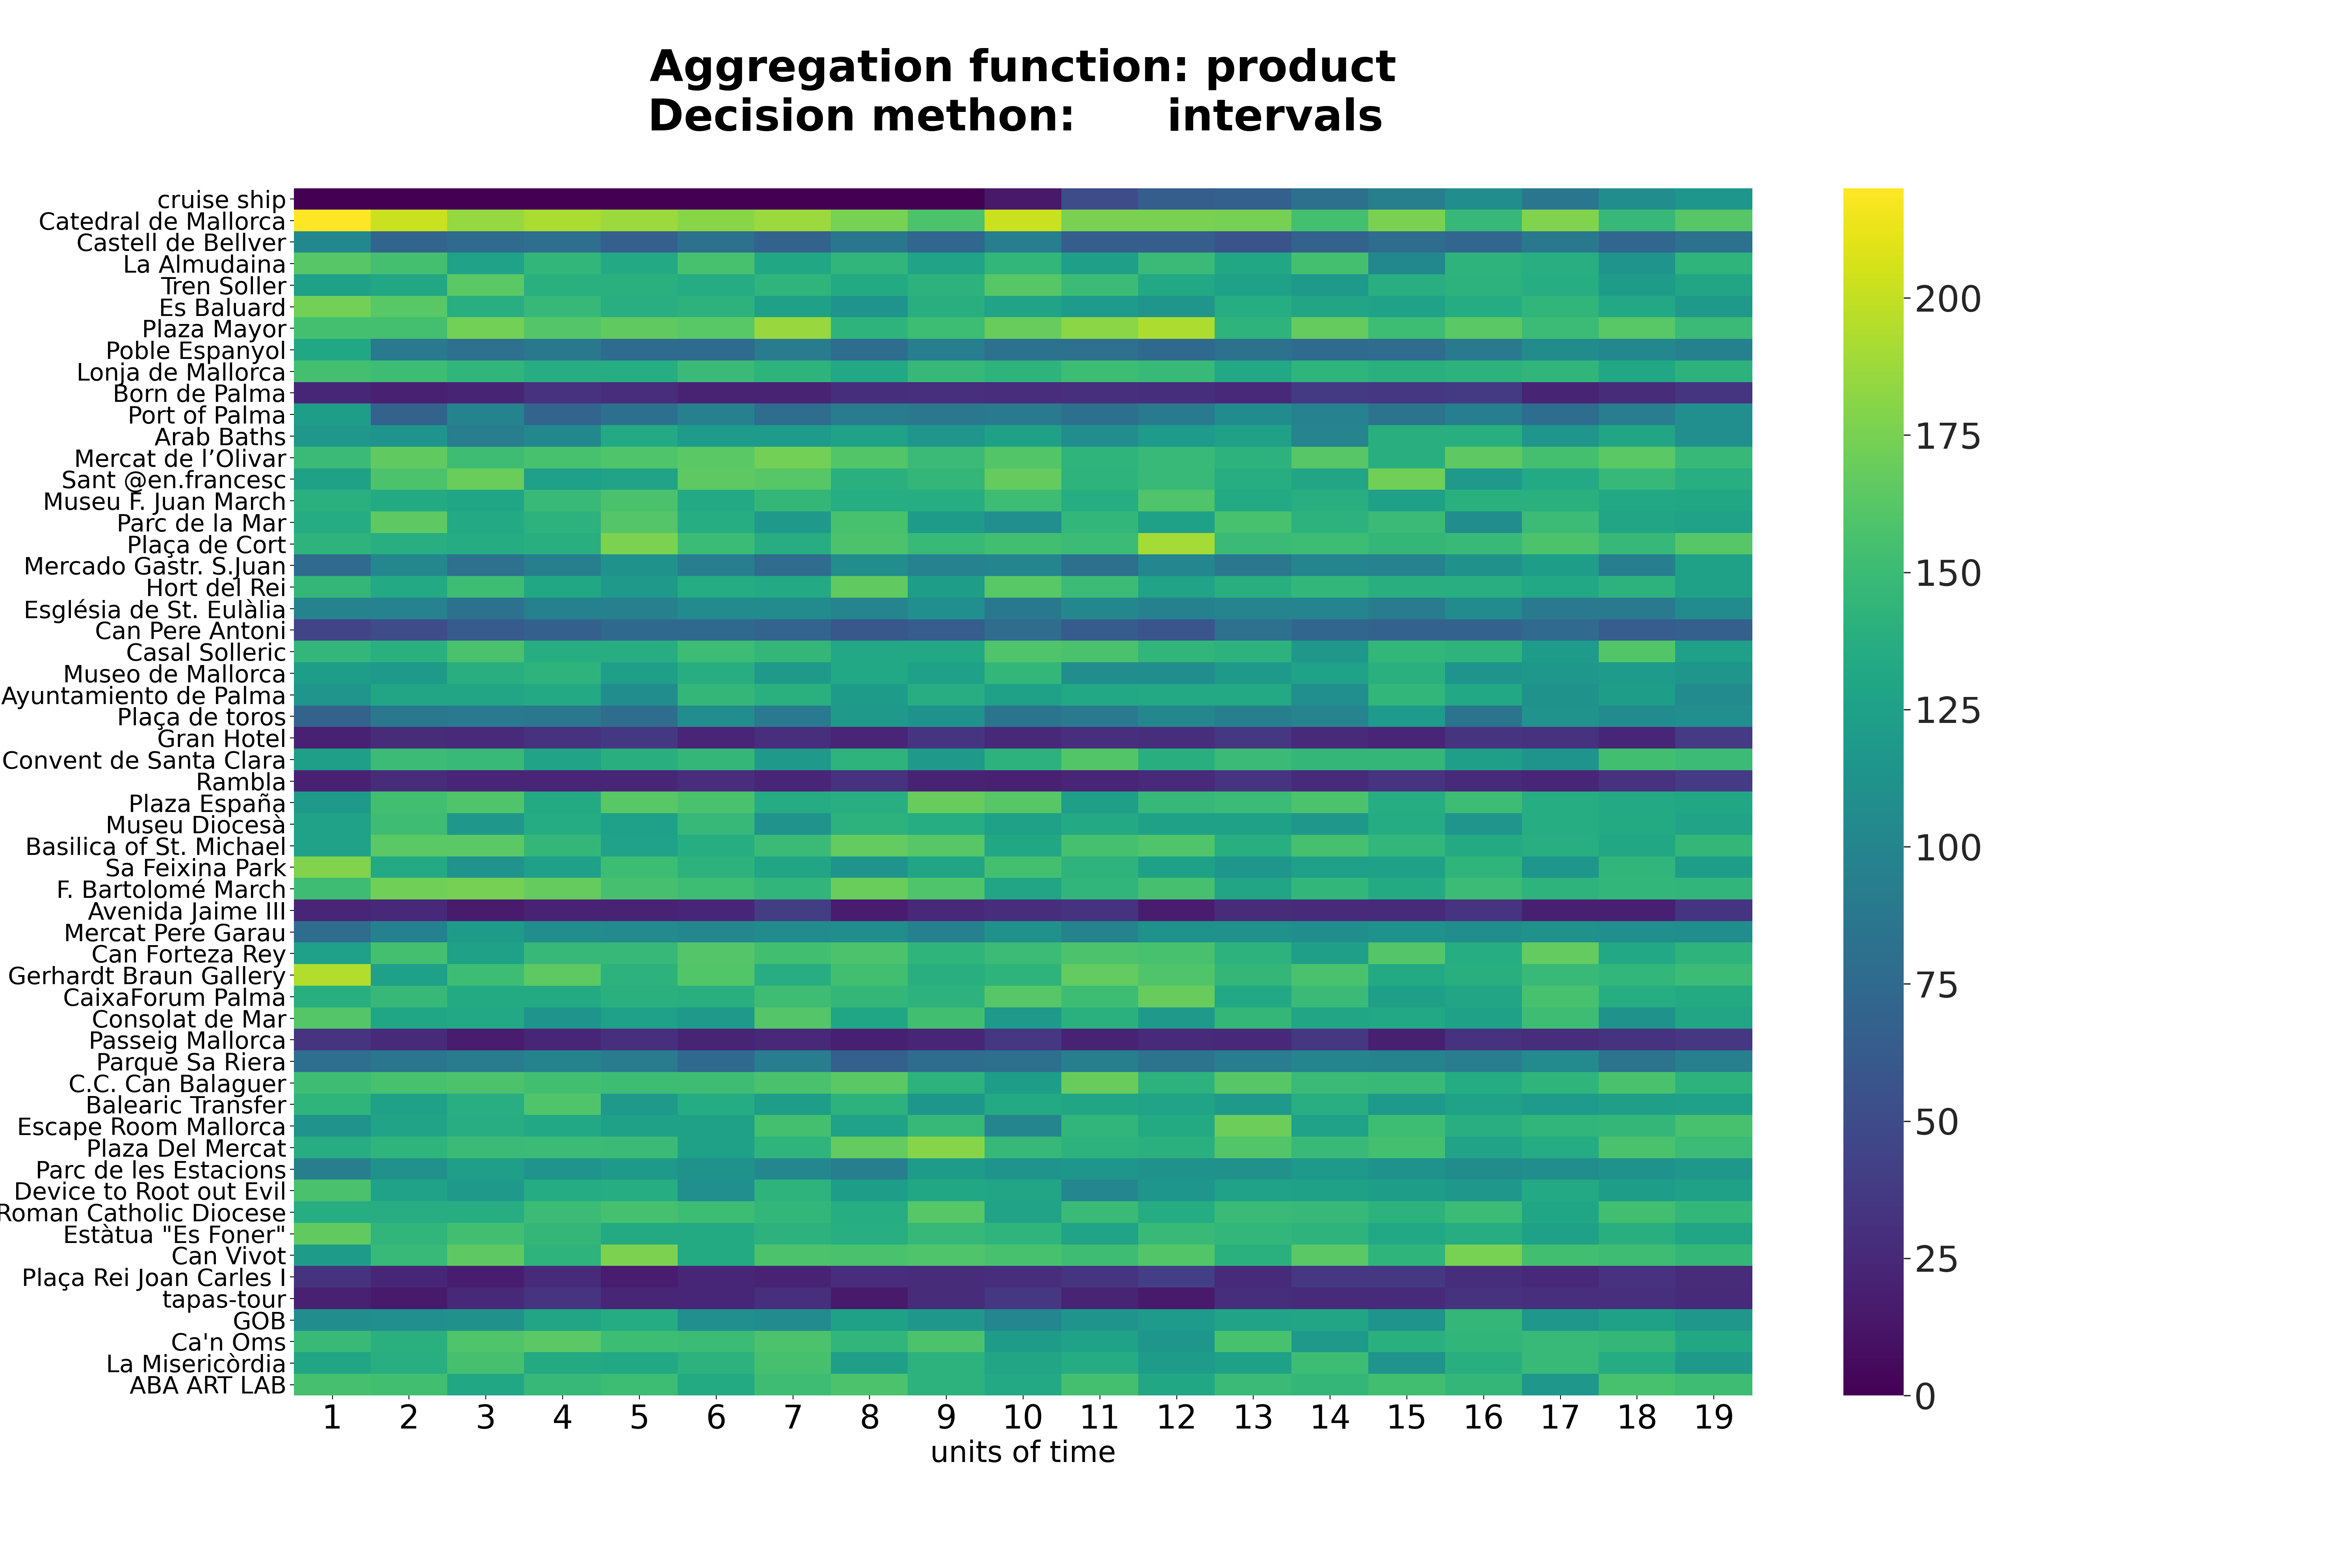 Aggregation function: product
Decision methon: intervals
cruise ship
Catedral de Mallorca
Castell de Bellver
La Almudaina
Tren Soller
Es Baluard
Plaza Mayor
Poble Espanyol
Lonja de Mallorca
Born de Palma
Port of Palma
Arab Baths
Mercat de l’Olivar
Sant @en.francesc
Museu F. Juan March
Parc de la Mar
Plaça de Cort
Mercado Gastr. S.Juan
Hort del Rei
Església de St. Eulàlia
Can Pere Antoni
Casal Solleric
Museo de Mallorca
Ayuntamiento de Palma
Plaça de toros
Gran Hotel
Convent de Santa Clara
Rambla
Plaza España
Museu Diocesà
Basilica of St. Michael
Sa Feixina Park
F. Bartolomé March
Avenida Jaime III
Mercat Pere Garau
Can Forteza Rey
Gerhardt Braun Gallery
CaixaForum Palma
Consolat de Mar
Passeig Mallorca
Parque Sa Riera
C.C. Can Balaguer
Balearic Transfer
Escape Room Mallorca
Plaza Del Mercat
Parc de les Estacions
Device to Root out Evil
Roman Catholic Diocese
Estàtua "Es Foner"
Can Vivot
Plaça Rei Joan Carles I
tapas-tour
GOB
Ca'n Oms
La Misericòrdia
ABA ART LAB
1 2 3 4 5 6 7 8 9 10 11 12 13 14 15 16 17 18 19
units of time
200
175
150
125
100
75
50
25
0